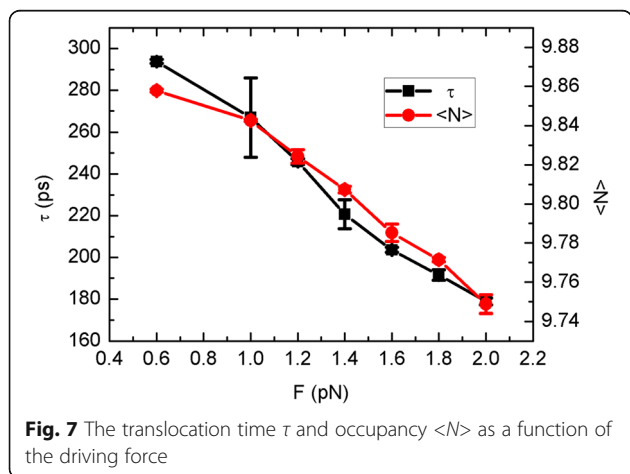 300
280
260
240
220
200
180
160
τ (ps)
9.88
9.86
9.84
9.82
9.80
9.78
9.76
9.74
<N>
τ
<N>
0.4 0.6 0.8 1.0 1.2 1.4 1.6 1.8 2.0 2.2
F (pN)
Fig. 7 The translocation time τ and occupancy <N> as a function of
the driving force